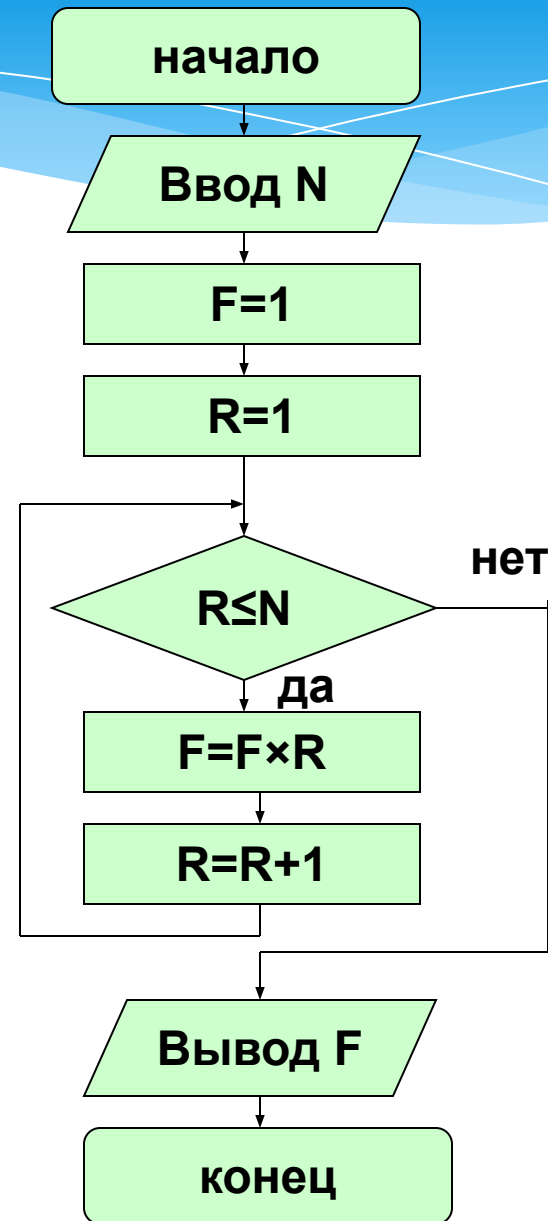 начало
Ввод N
F=1
R=1
R≤N
нет
да
F=F×R
R=R+1
Вывод F
конец